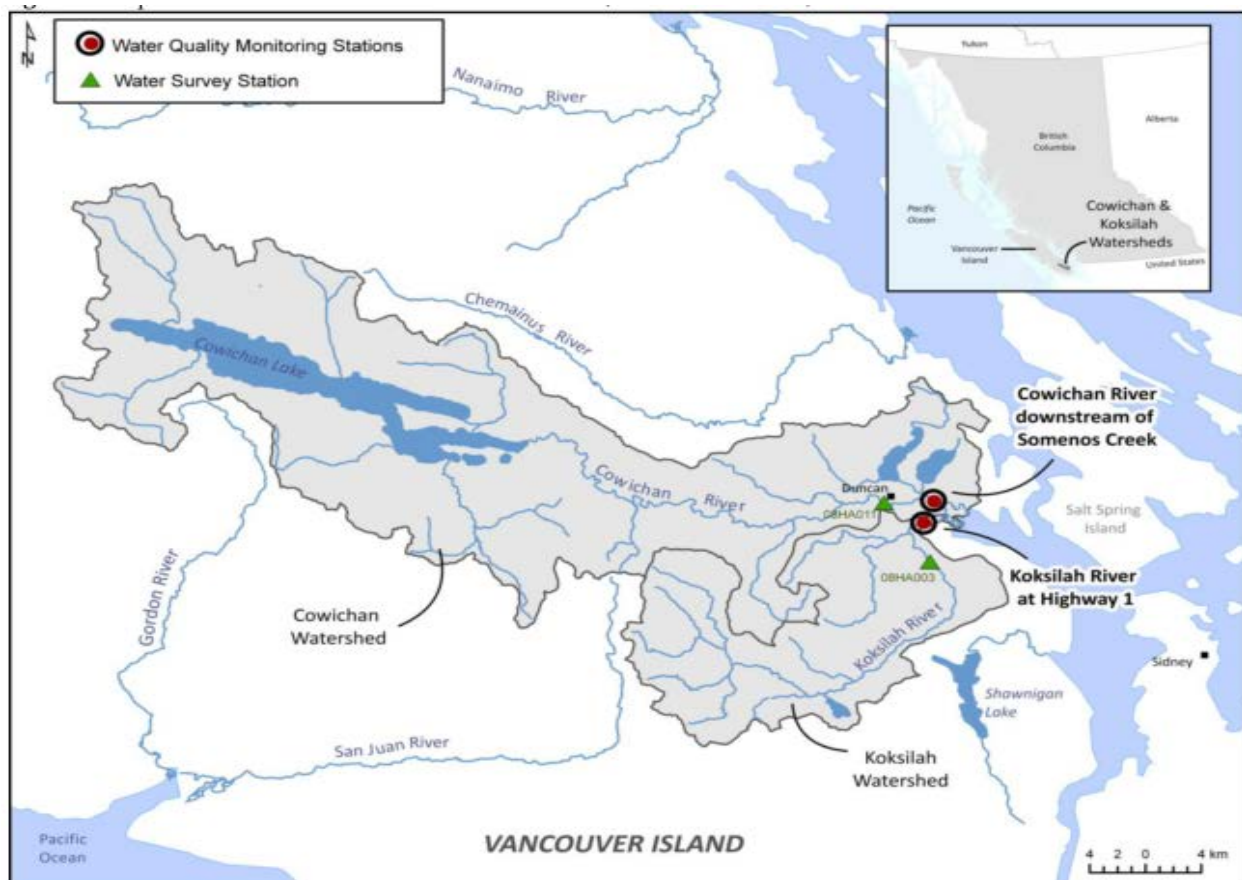 N
Water Quality Monitoring Stations
Water Survey Station
Nanaimo River
Yukon
British
Columbia
Alberta
Pacific
Ocean
Vancouver
Island
Cowichan &
Koksilah
Watersheds
United States
Chemainus River
Cowichan Lake
Cowichan River
downstream of
Somenos Creek
Cowichan River
Duncan
08HA011
Salt Spring
Island
08HA003
Koksilah River
at Highway 1
Gordon River
Cowichan
Watershed
Koksilah River
Sidney
Shawnigan
Lake
San Juan River
Koksilah
Watershed
Pacific
Ocean
VANCOUVER ISLAND
4 2 0 4 km